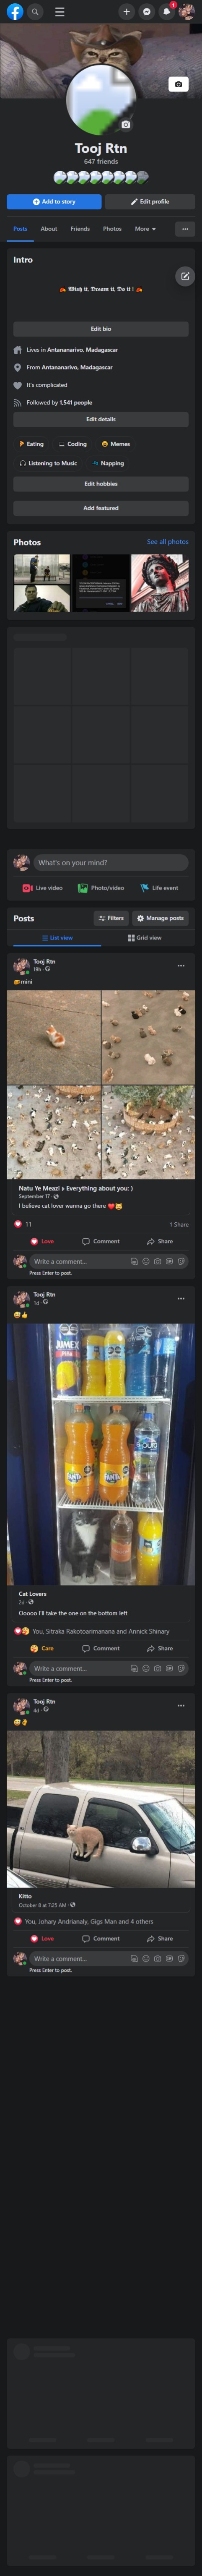 1
Tooj Rtn
647 friends
Add to story
Edit profile
Posts
About
Friends
Photos
More
Intro
𝖂𝖎𝖘𝖍 𝖎𝖙, 𝕯𝖗𝖊𝖆𝖒 𝖎𝖙, 𝕯𝖔 𝖎𝖙 !
Edit bio
Lives in Antananarivo, Madagascar
From Antananarivo, Madagascar
It's complicated
Followed by 1,541 people
Edit details
Eating
Coding
Memes
Listening to Music
Napping
Edit hobbies
Add featured
Photos
See all photos
What's on your mind?
Live video
Photo/video
Life event
Posts
Filters
Manage posts
List view
Grid view
Tooj Rtn
19h
mini
Natu Ye Meazi ▸ Everything about you: )
September 17
I believe cat lover wanna go there ❤️😻
11
1 Share
Love
Comment
Share
Write a comment...
Press Enter to post.
Tooj Rtn
1d
😅👍
JUMEX
FANTA
FANTA
Cat Lovers
2d
Ooooo I'll take the one on the bottom left
You, Sitraka Rakotoarimanana and Annick Shinary
Care
Comment
Share
Write a comment...
Press Enter to post.
Tooj Rtn
4d
Kitto
October 8 at 7:25 AM
You, Johary Andrianaly, Gigs Man and 4 others
Love
Comment
Share
Write a comment...
Press Enter to post.